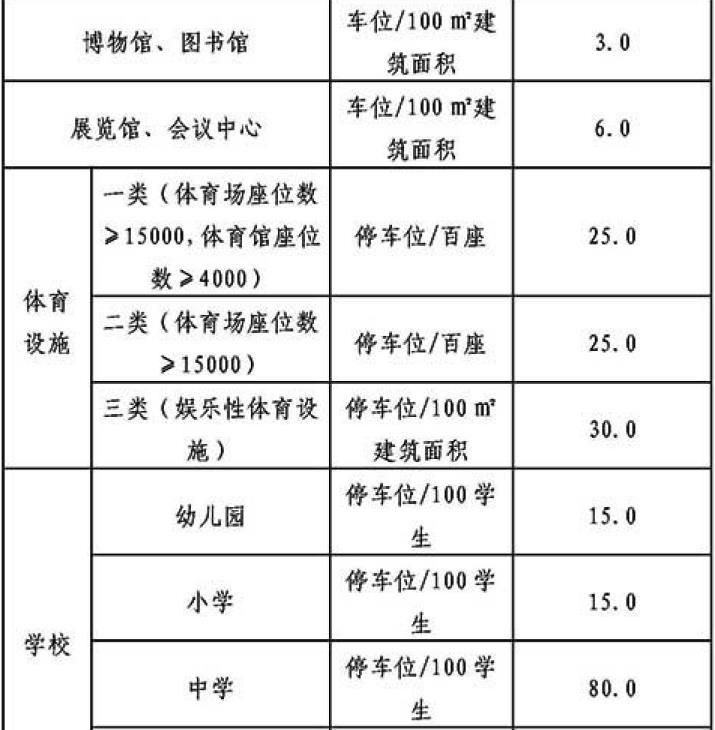 博物馆、图书馆
车位/100 ㎡建
筑面积
3.0
展览馆、会议中心
车位/100 ㎡建
筑面积
6.0
体育
设施
一类（体育场座位数
≥15000,体育馆座位
数≥4000）
停车位/百座
25.0
二类（体育场座位数
≥15000）
停车位/百座
25.0
三类（娱乐性体育设
施）
停车位/100 ㎡
建筑面积
30.0
学校
幼儿园
停车位/100 学
生
15.0
小学
停车位/100 学
生
15.0
中学
停车位/100 学
生
80.0